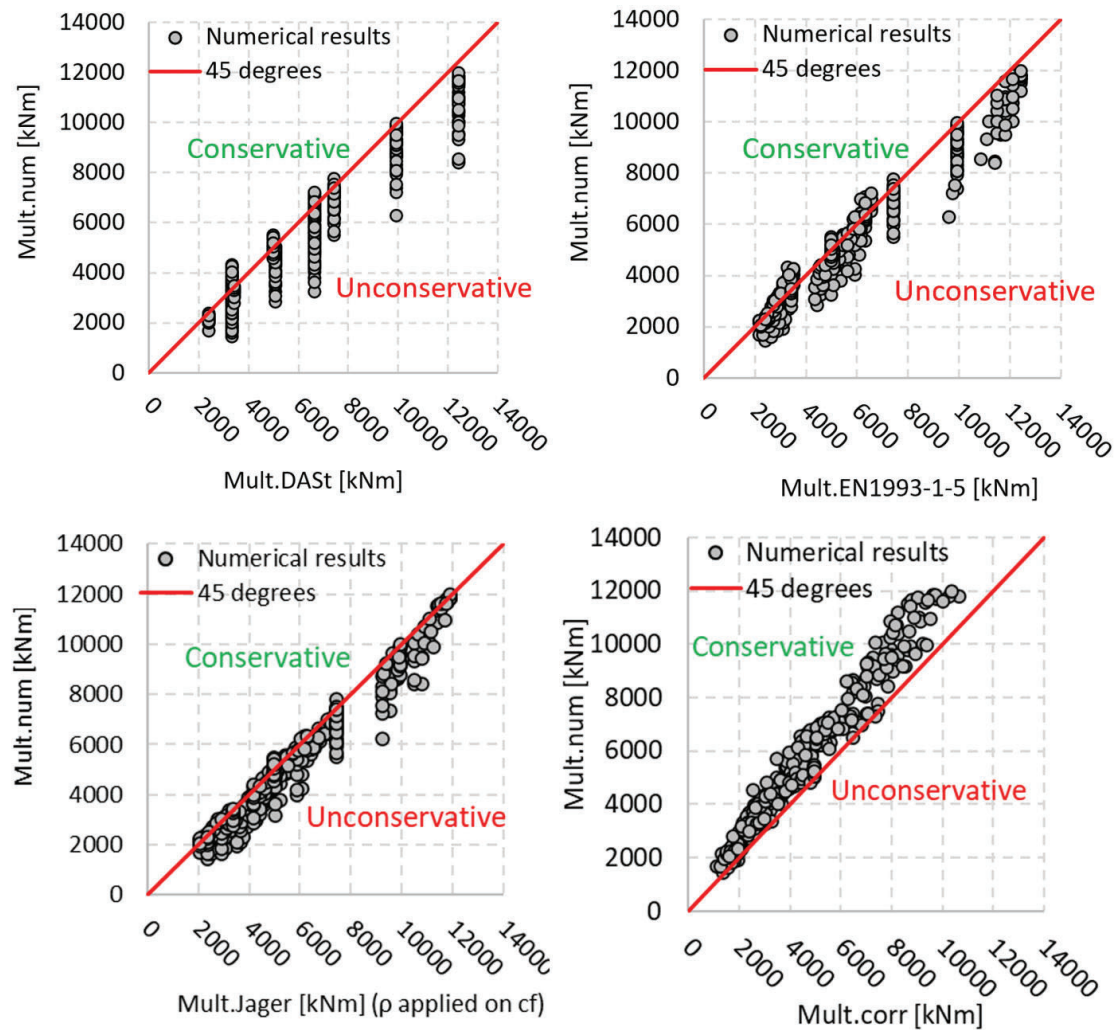 14000
12000
10000
8000
6000
4000
2000
0
Mult.num [kNm]
Numerical results
45 degrees
Conservative
Unconservative
0
2000
4000
6000
8000
10000
12000
14000
Mult.DASt [kNm]
14000
12000
10000
8000
6000
4000
2000
0
Mult.num [kNm]
Numerical results
45 degrees
Conservative
Unconservative
0
2000
4000
6000
8000
10000
12000
14000
Mult.EN1993-1-5 [kNm]
14000
12000
10000
8000
6000
4000
2000
0
Mult.num [kNm]
Numerical results
45 degrees
Conservative
Unconservative
0
2000
4000
6000
8000
10000
12000
14000
Mult.Jager [kNm] (ρ applied on cf)
14000
12000
10000
8000
6000
4000
2000
0
Mult.num [kNm]
Numerical results
45 degrees
Conservative
Unconservative
0
2000
4000
6000
8000
10000
12000
14000
Mult.corr [kNm]